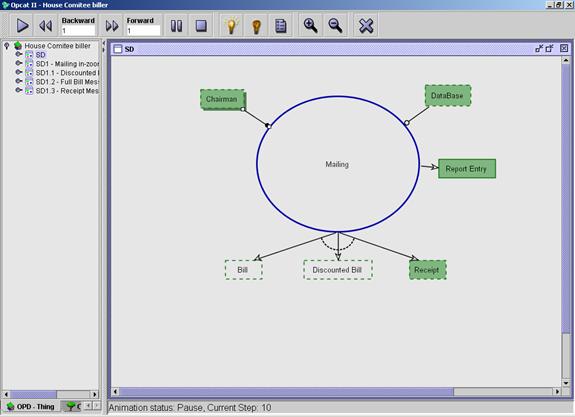 Opcat II - House Comitee biller
Backward
1
Forward
1
House Comitee biller
SD
SD1 - Mailing in-zoor
SD1.1 - Discounted I
SD1.2 - Full Bill Mes
SD1.3 - Receipt Mes
SD
Chairman
DataBase
Mailing
Report Entry
Bill
Discounted Bill
Receipt
OPD - Thing
Animation status: Pause, Current Step: 10